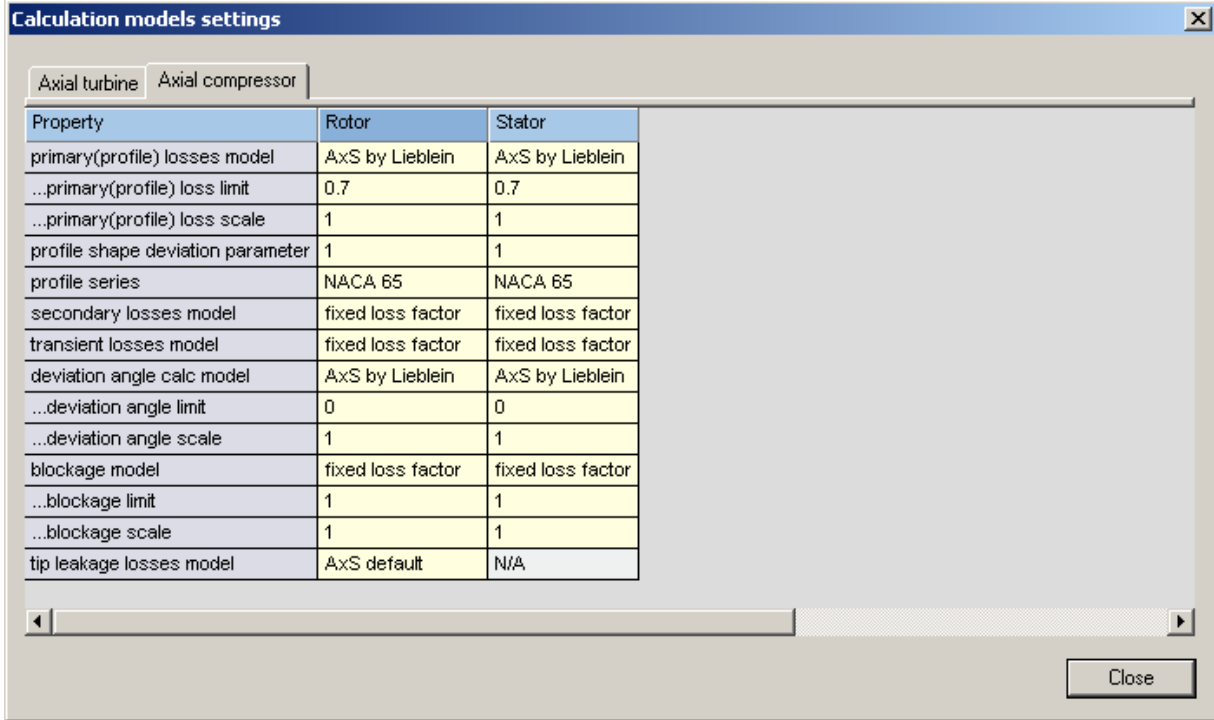 Calculation models settings
Axial turbine Axial compressor
Property Rotor Stator
primary(profile) losses model AxS by Lieblein AxS by Lieblein
...primary(profile) loss limit 0.7 0.7
...primary(profile) loss scale 1 1
profile shape deviation parameter 1 1
profile series NACA 65 NACA 65
secondary losses model fixed loss factor fixed loss factor
transient losses model fixed loss factor fixed loss factor
deviation angle calc model AxS by Lieblein AxS by Lieblein
...deviation angle limit 0 0
...deviation angle scale 1 1
blockage model fixed loss factor fixed loss factor
...blockage limit 1 1
...blockage scale 1 1
tip leakage losses model AxS default N/A
Close